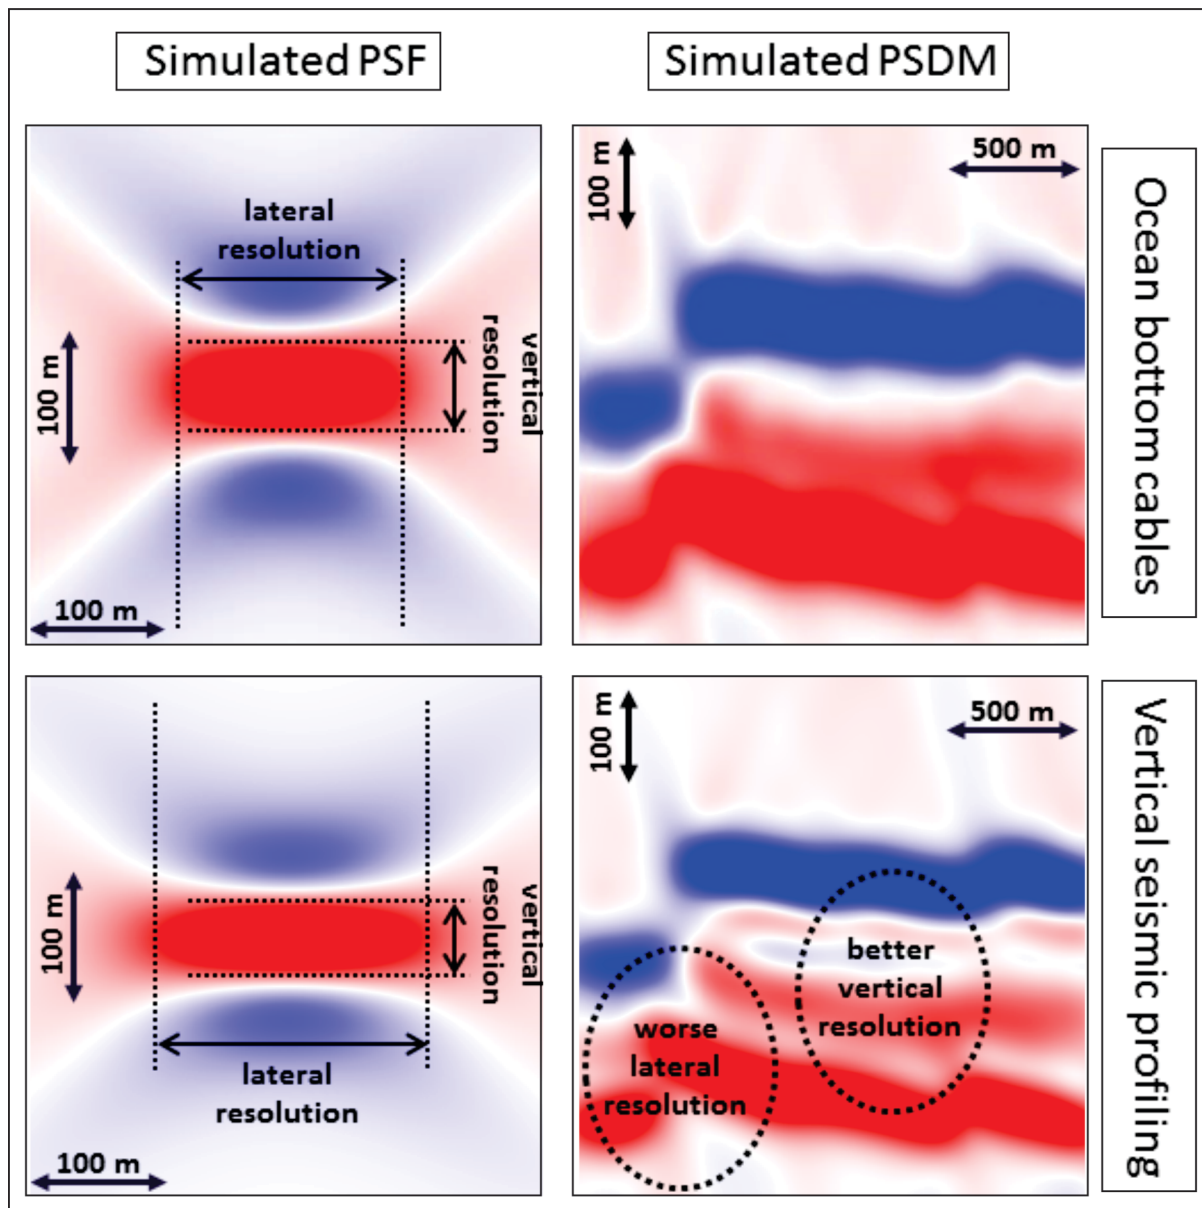 Simulated PSF
Simulated PSDM
lateral
resolution
vertical
resolution
100 m
100 m
100 m
500 m
Ocean bottom cables
vertical
resolution
100 m
lateral
resolution
100 m
100 m
500 m
better
vertical
resolution
worse
lateral
resolution
Vertical seismic profiling